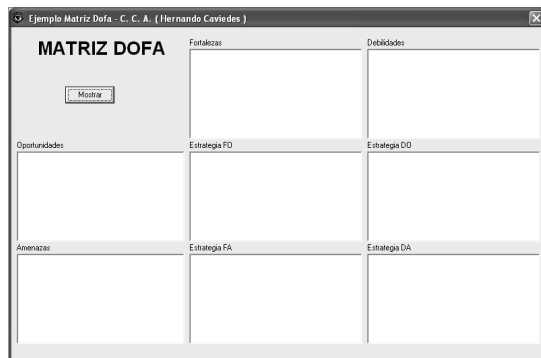 Ejemplo Matriz Dofa - C. C. A. ( Hernando Caviedes )
MATRIZ DOFA
Mostrar
Fortalezas
Debilidades
Oportunidades
Estrategia FO
Estrategia DO
Amenazas
Estrategia FA
Estrategia DA